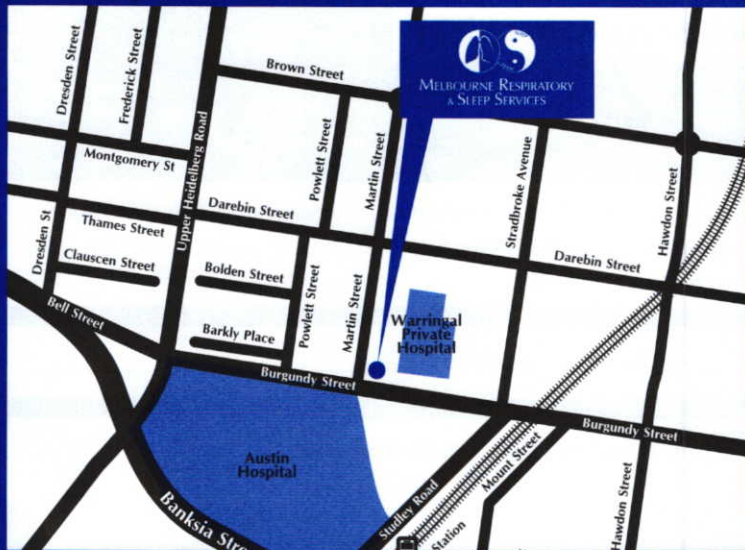 MELBOURNE RESPIRATORY
& SLEEP SERVICES
Dresden Street
Frederick Street
Upper Heidelberg Road
Brown Street
Montgomery St
Powlett Street
Martin Street
Stradbroke Avenue
Hawdon Street
Darebin Street
Darebin Street
Thames Street
Dresden St
Clauscen Street
Bolden Street
Powlett Street
Martin Street
Warringal
Private
Hospital
Bell Street
Barkly Place
Burgundy Street
Burgundy Street
Austin
Hospital
Banksia
Studley Road
Mount Street
Station
Hawdon Street